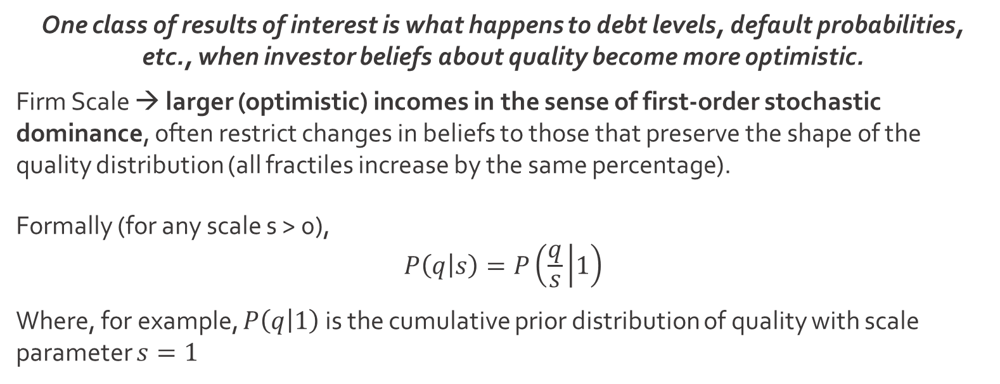 One class of results of interest is what happens to debt levels, default probabilities,
etc., when investor beliefs about quality become more optimistic.
Firm Scale → larger (optimistic) incomes in the sense of first-order stochastic
dominance, often restrict changes in beliefs to those that preserve the shape of the
quality distribution (all fractiles increase by the same percentage).
Formally (for any scale s > 0),
P(q|s) = P(q/s|1)
Where, for example, P(q|1) is the cumulative prior distribution of quality with scale
parameter s = 1